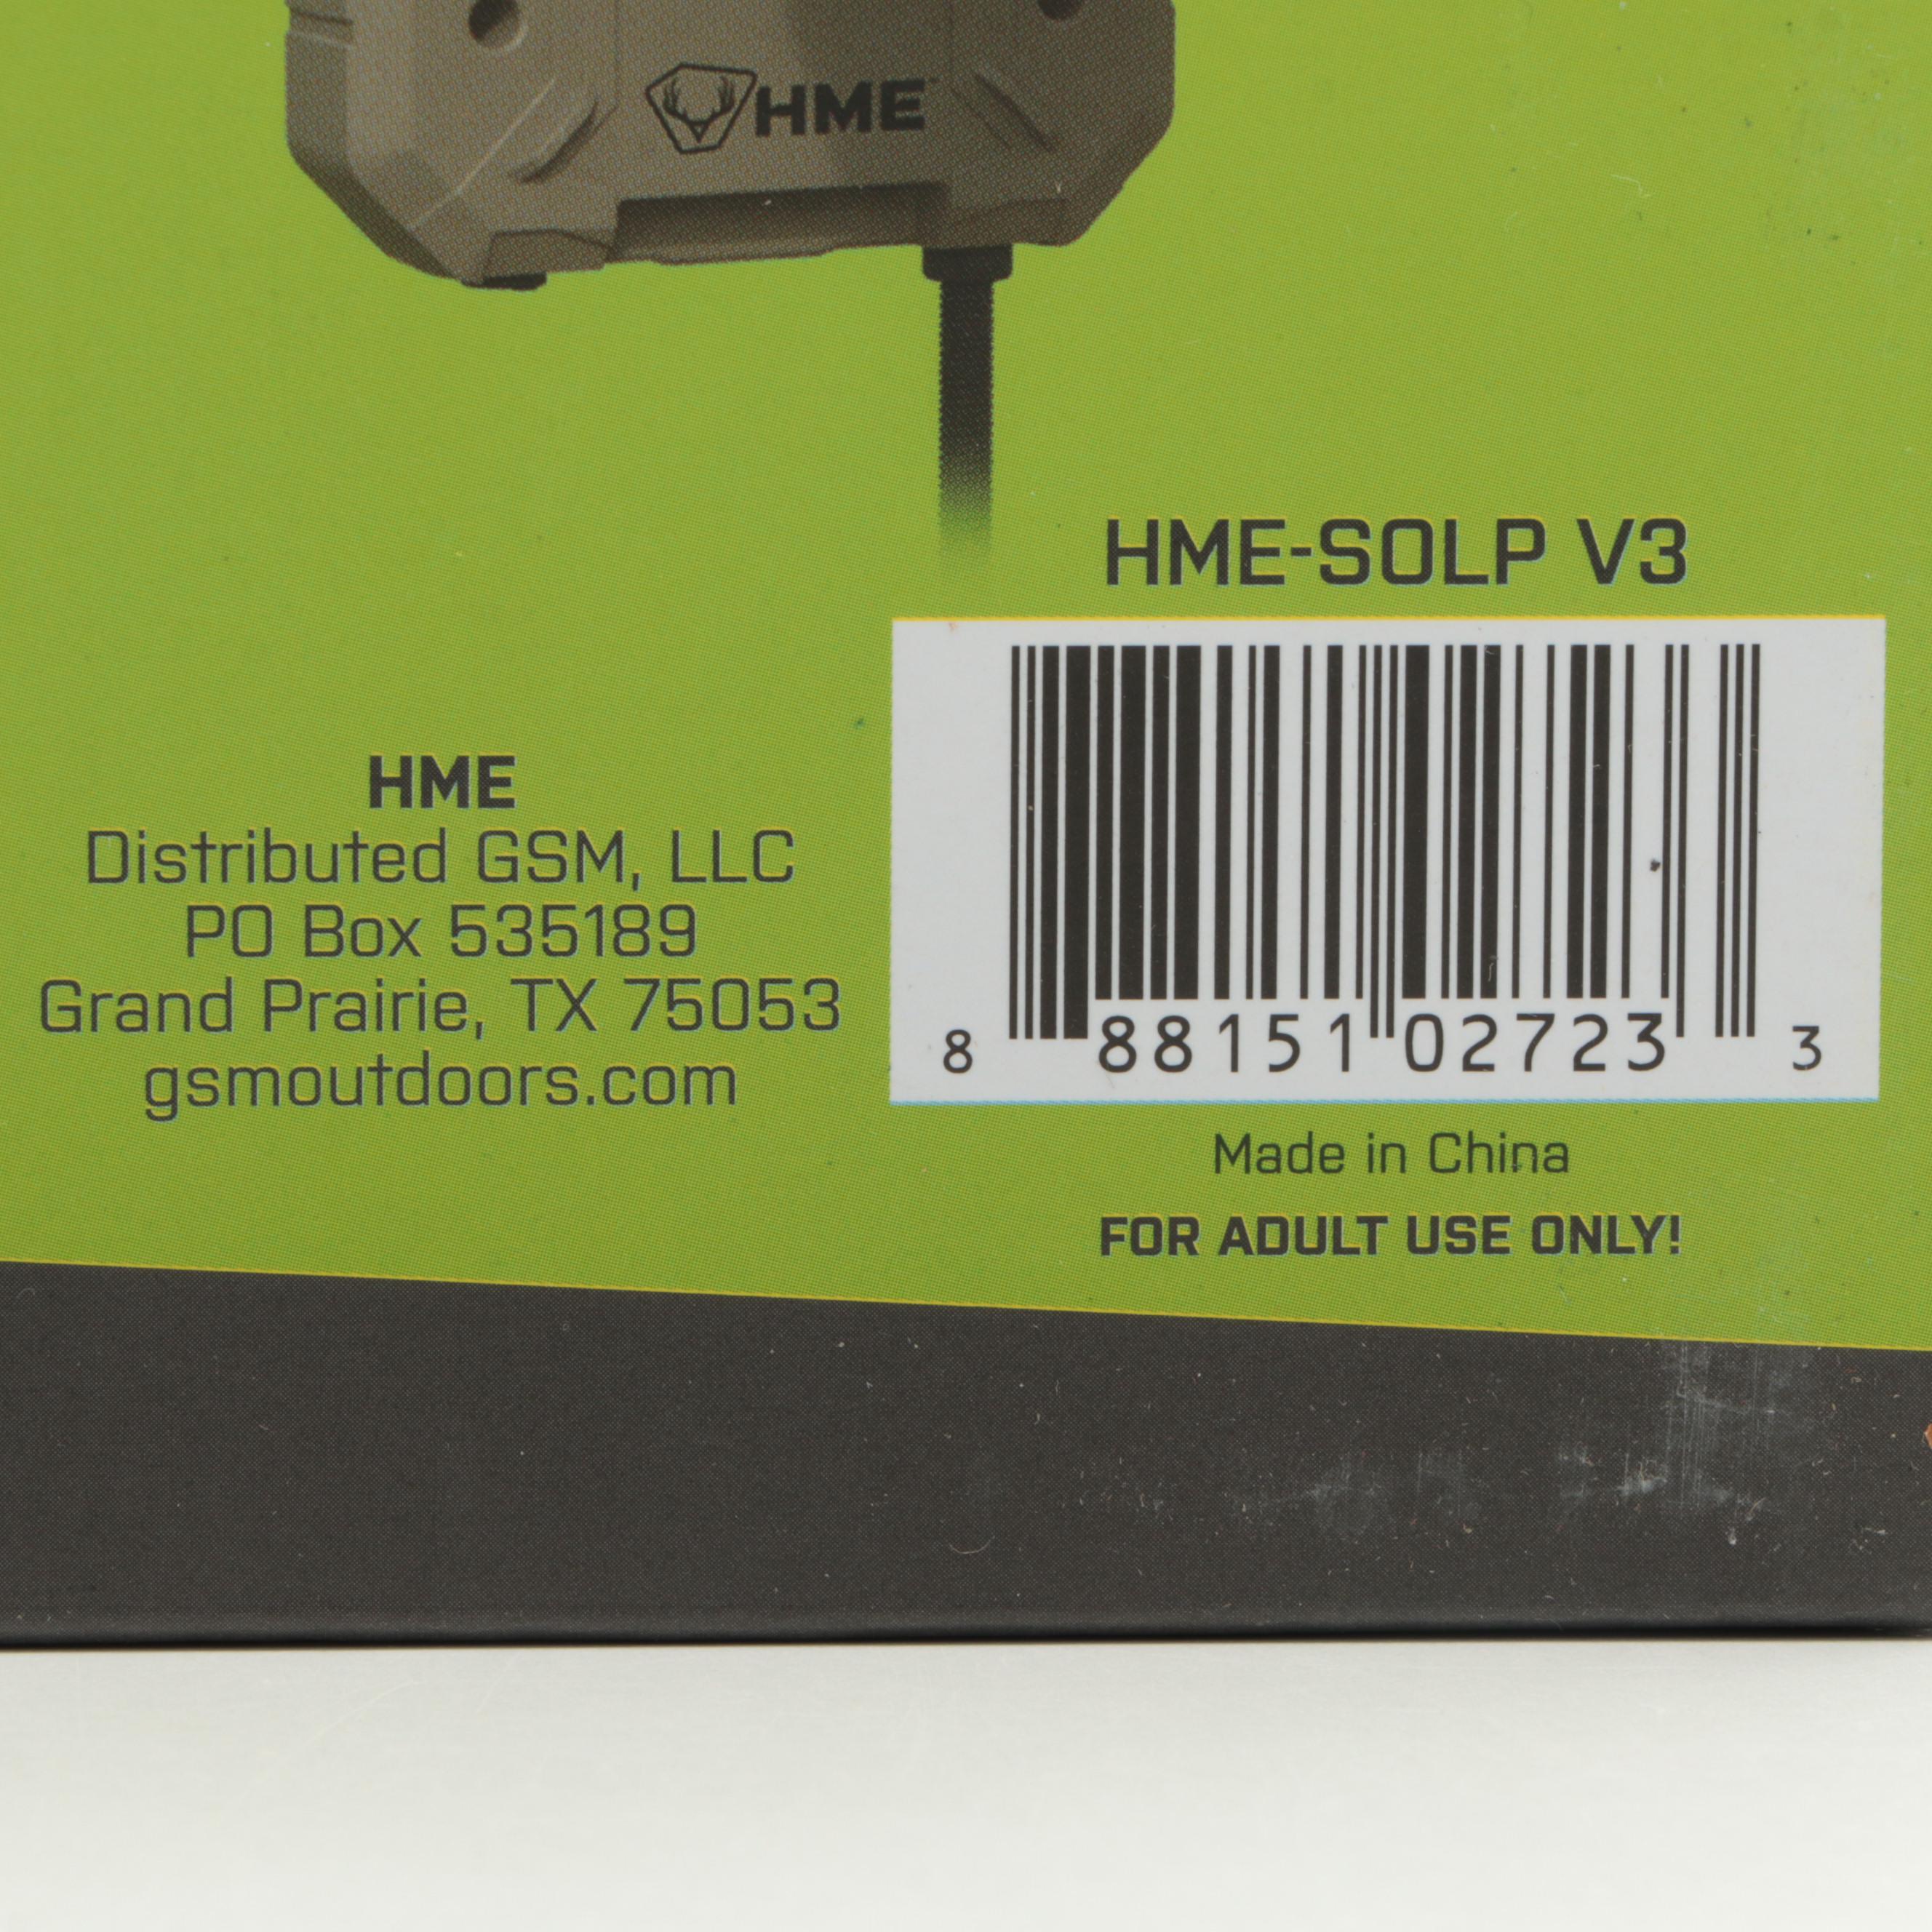 HME
HME-SOLP V3
HME
Distributed GSM, LLC
PO Box 535189
Grand Prairie, TX 75053
gsmoutdoors.com
8 88151 02723 3
Made in China
FOR ADULT USE ONLY!